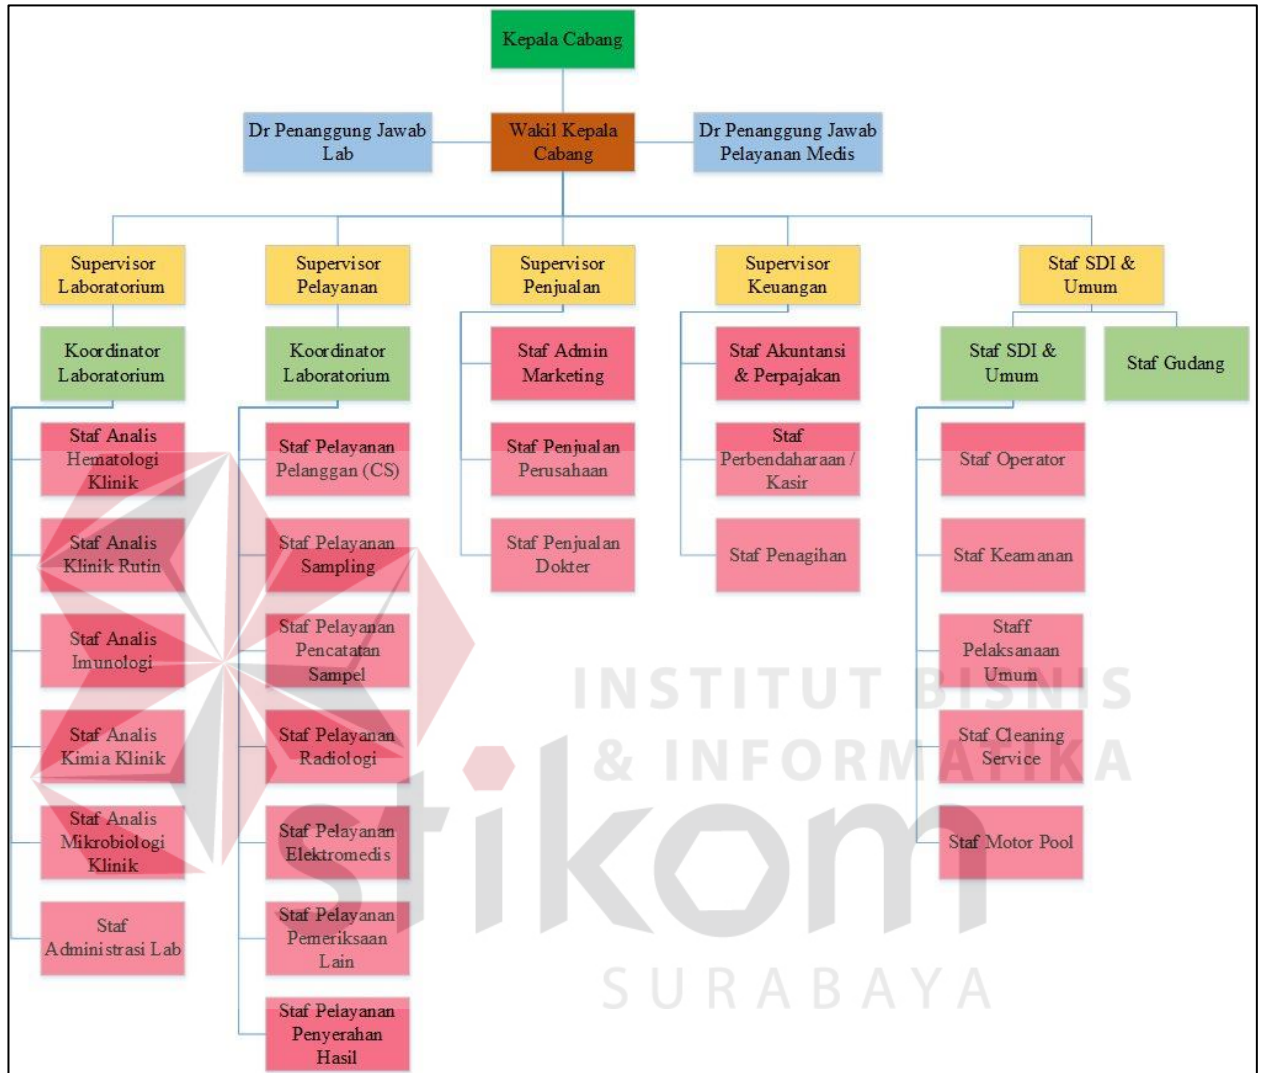 Kepala Cabang
Dr Penanggung Jawab
Lab
Wakil Kepala
Cabang
Dr Penanggung Jawab
Pelayanan Medis
Supervisor
Laboratorium
Supervisor
Pelayanan
Supervisor
Penjualan
Supervisor
Keuangan
Staf SDI &
Umum
Koordinator
Laboratorium
Koordinator
Laboratorium
Staf Admin
Marketing
Staf Akuntansi
& Perpajakan
Staf SDI &
Umum
Staf Gudang
Staf Analis
Hematologi
Klinik
Staf Pelayanan
Pelanggan (CS)
Staf Penjualan
Perusahaan
Staf
Perbendaharaan /
Kasir
Staf Operator
Staf Analis
Klinik Rutin
Staf Pelayanan
Sampling
Staf Penjualan
Dokter
Staf Penagihan
Staf Keamanan
Staf Analis
Imunologi
Staf Pelayanan
Pencatatan
Sampel
Staff
Pelaksanaan
Umum
Staf Analis
Kimia Klinik
Staf Pelayanan
Radiologi
Staf Cleaning
Service
Staf Analis
Mikrobiologi
Klinik
Staf Pelayanan
Elektromedis
Staf Motor Pool
Staf
Administrasi Lab
Staf Pelayanan
Pemeriksaan
Lain
Staf Pelayanan
Penyerahan
Hasil
INSTITUT BISNIS
& INFORMATIKA
stikom
SURABAYA